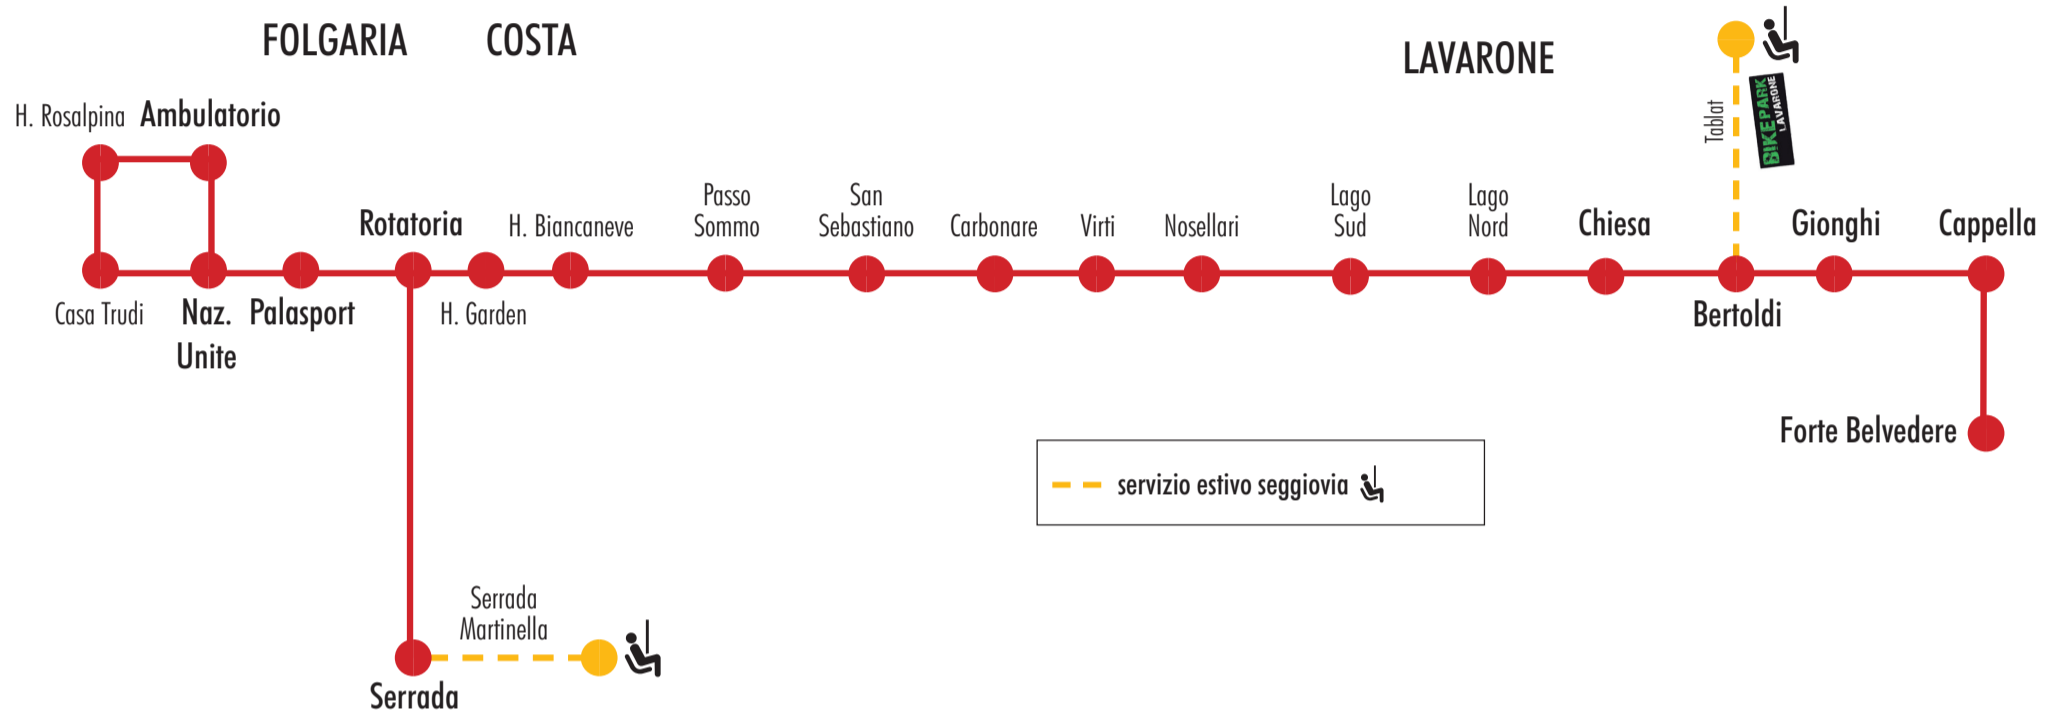 FOLGARIA
COSTA
LAVARONE
H. Rosalpina
Ambulatorio
Casa Trudi
Naz.
Unite
Palasport
Rotatoria
H. Garden
H. Biancaneve
Passo
Sommo
San
Sebastiano
Carbonare
Virti
Nosellari
Lago
Sud
Lago
Nord
Chiesa
Tablat
BIKEPARK
LAVARONE
Bertoldi
Gionghi
Cappella
Forte Belvedere
servizio estivo seggiovia
Serrada
Martinella
Serrada